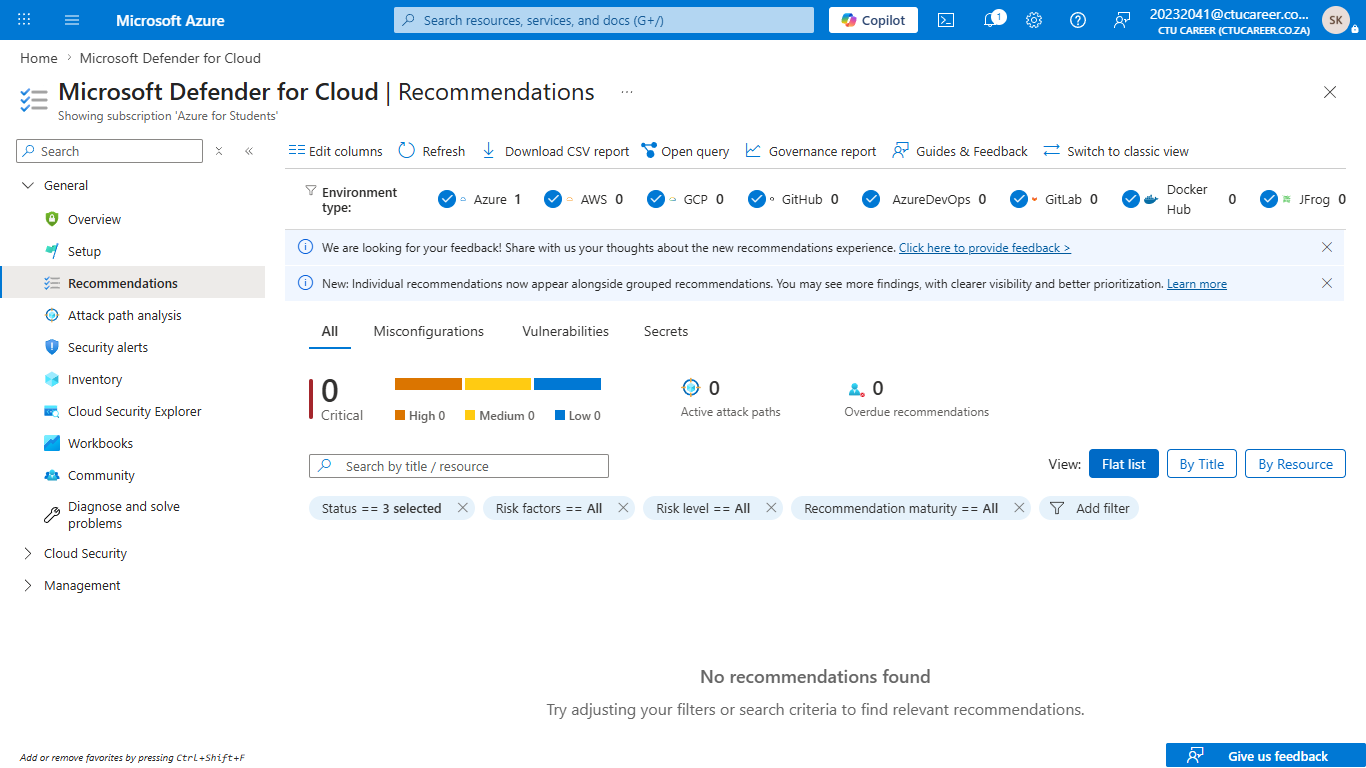 Microsoft Azure
Search resources, services, and docs (G+/)
Copilot
1
20232041@ctucareer.co...
CTU CAREER (CTUCAREER.CO.ZA)
SK
Home > Microsoft Defender for Cloud
Microsoft Defender for Cloud | Recommendations ...
Showing subscription 'Azure for Students'
Search
General
Overview
Setup
Recommendations
Attack path analysis
Security alerts
Inventory
Cloud Security Explorer
Workbooks
Community
Diagnose and solve
problems
Cloud Security
Management
Add or remove favorites by pressing Ctrl+Shift+F
Edit columns Refresh Download CSV report Open query Governance report Guides & Feedback Switch to classic view
Environment
type:
Azure 1 AWS 0 GCP 0 GitHub 0 AzureDevOps 0 GitLab 0 Docker
Hub 0 JFrog 0
We are looking for your feedback! Share with us your thoughts about the new recommendations experience. Click here to provide feedback >
New: Individual recommendations now appear alongside grouped recommendations. You may see more findings, with clearer visibility and better prioritization. Learn more
All Misconfigurations Vulnerabilities Secrets
0
Critical
High 0 Medium 0 Low 0
0
Active attack paths
0
Overdue recommendations
Search by title / resource
View: Flat list By Title By Resource
Status == 3 selected Risk factors == All Risk level == All Recommendation maturity == All Add filter
No recommendations found
Try adjusting your filters or search criteria to find relevant recommendations.
Give us feedback